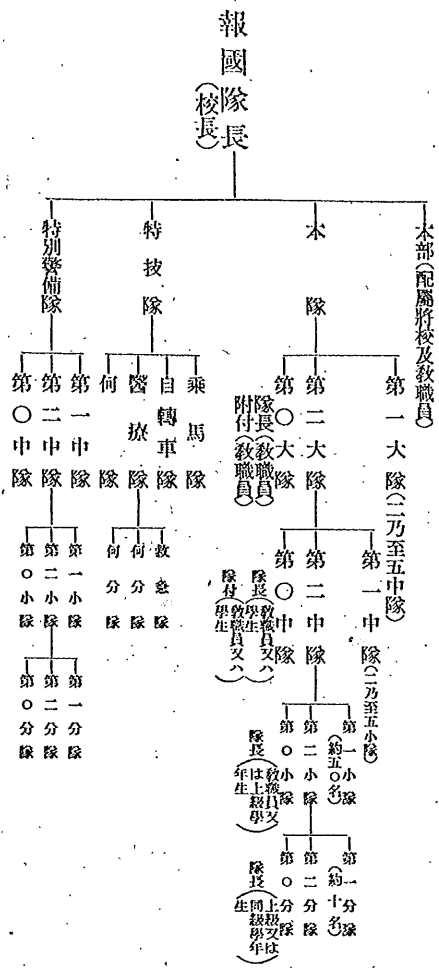 報國隊長
(校長)
本部(配屬將校及敎職員)
本隊
第一大隊(二乃至五中隊)
第二大隊
第〇大隊
隊長(敎職員)
附付(敎職員)
第一中隊(二乃至五小隊)
第二中隊
第〇中隊
隊長(敎職員又ハ學生)
隊付(敎職員又ハ學生)
第一小隊
(約五〇名)
第二小隊
第〇小隊
隊長(敎職員又は上級學年生)
第一分隊
(約十名)
第二分隊
第〇分隊
隊長(上級又は同級學年生)
特技隊
乘馬隊
自轉車隊
醫療隊
何隊
救急隊
何分隊
何分隊
特別警備隊
第一中隊
第二中隊
第〇中隊
第一小隊
第二小隊
第〇小隊
第一分隊
第二分隊
第〇分隊